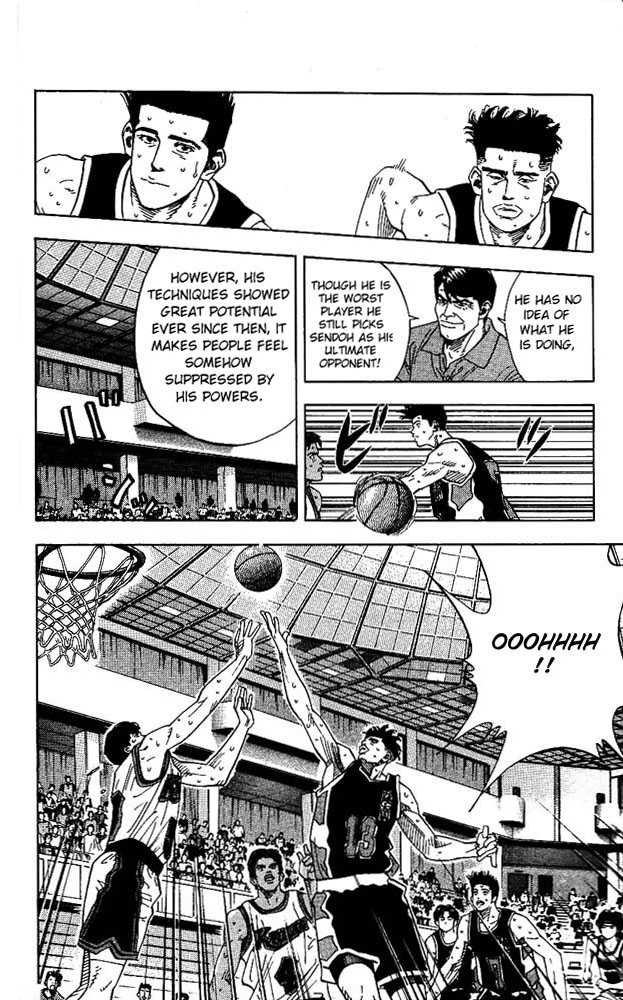 HE HAS NO
IDEA OF
WHAT HE
IS DOING,
THOUGH HE
IS THE WORST
PLAYER HE
STILL PICKS
SENDOH AS HIS
ULTIMATE
OPPONENT!
HOWEVER, HIS
TECHNIQUES SHOWED
GREAT POTENTIAL
EVER SINCE THEN, IT
MAKES PEOPLE FEEL
SOMEHOW
SUPPRESSED BY
HIS POWERS.
ビッ
OOOHHHH
!!
13